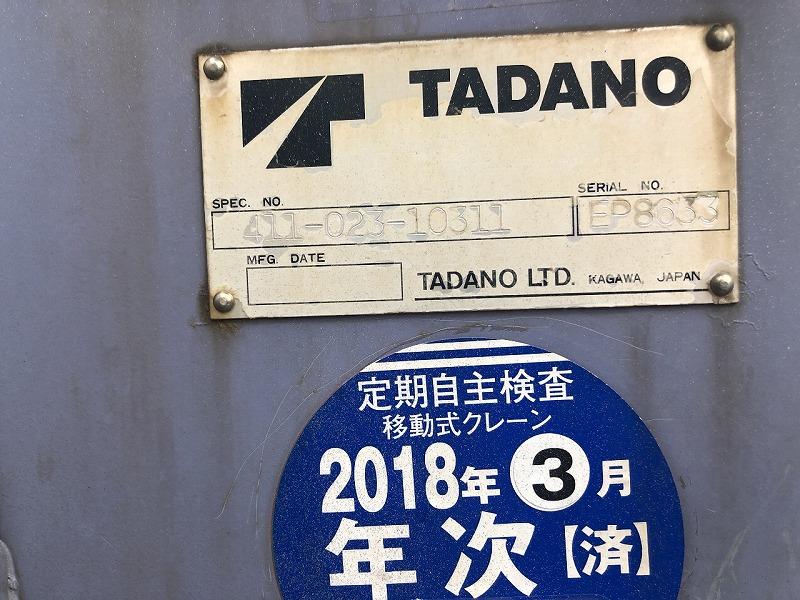 TADANO
SPEC. NO.
SERIAL NO.
411-023-10311
EP8633
MFG. DATE
TADANO LTD. KAGAWA, JAPAN
定期自主検査
移動式クレーン
2018年 3月
年次【済】